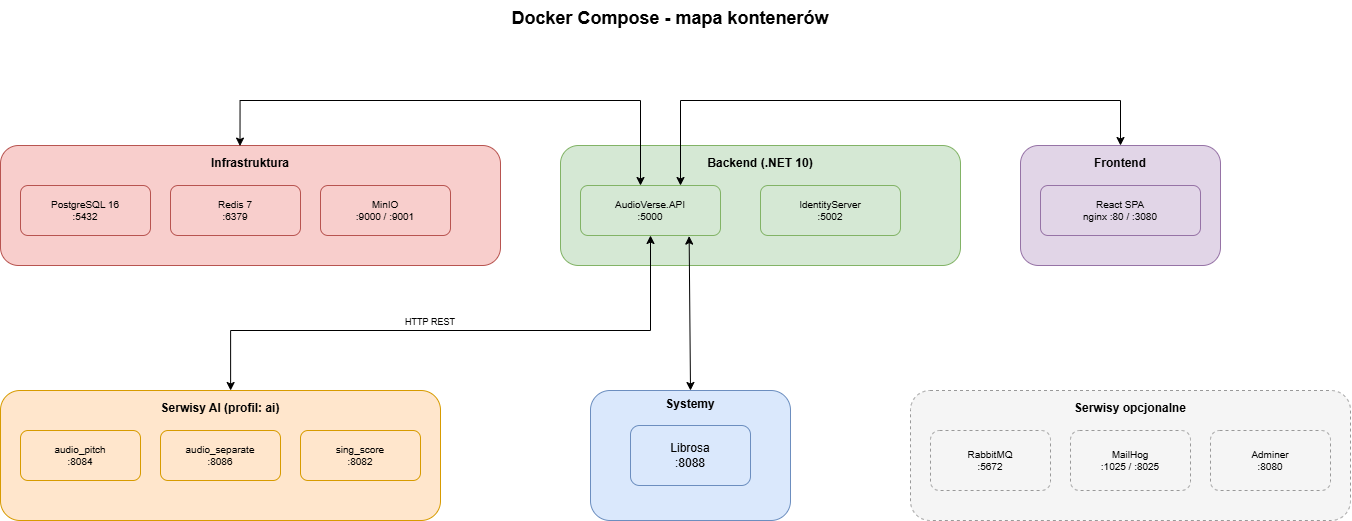 Docker Compose - mapa kontenerów
Infrastruktura
PostgreSQL 16
:5432
Redis 7
:6379
MinIO
:9000 / :9001
Backend (.NET 10)
AudioVerse.API
:5000
IdentityServer
:5002
Frontend
React SPA
nginx :80 / :3080
HTTP REST
Serwisy AI (profil: ai)
audio_pitch
:8084
audio_separate
:8086
sing_score
:8082
Systemy
Librosa
:8088
Serwisy opcjonalne
RabbitMQ
:5672
MailHog
:1025 / :8025
Adminer
:8080